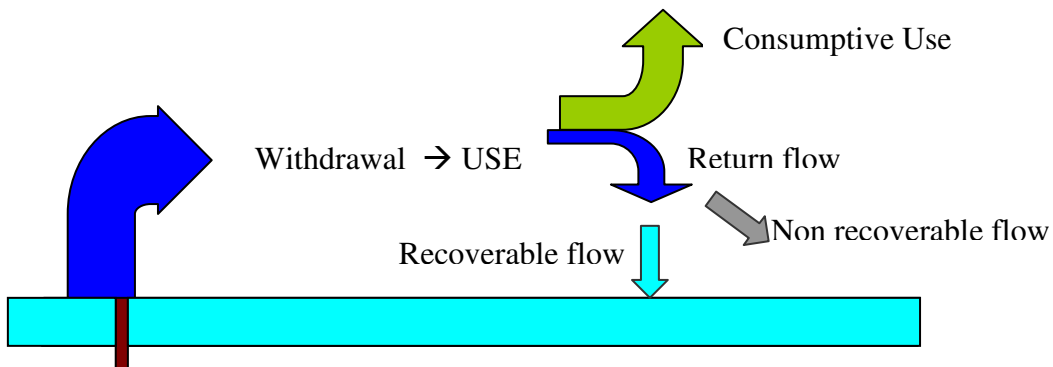 Consumptive Use
Withdrawal → USE
Return flow
Non recoverable flow
Recoverable flow